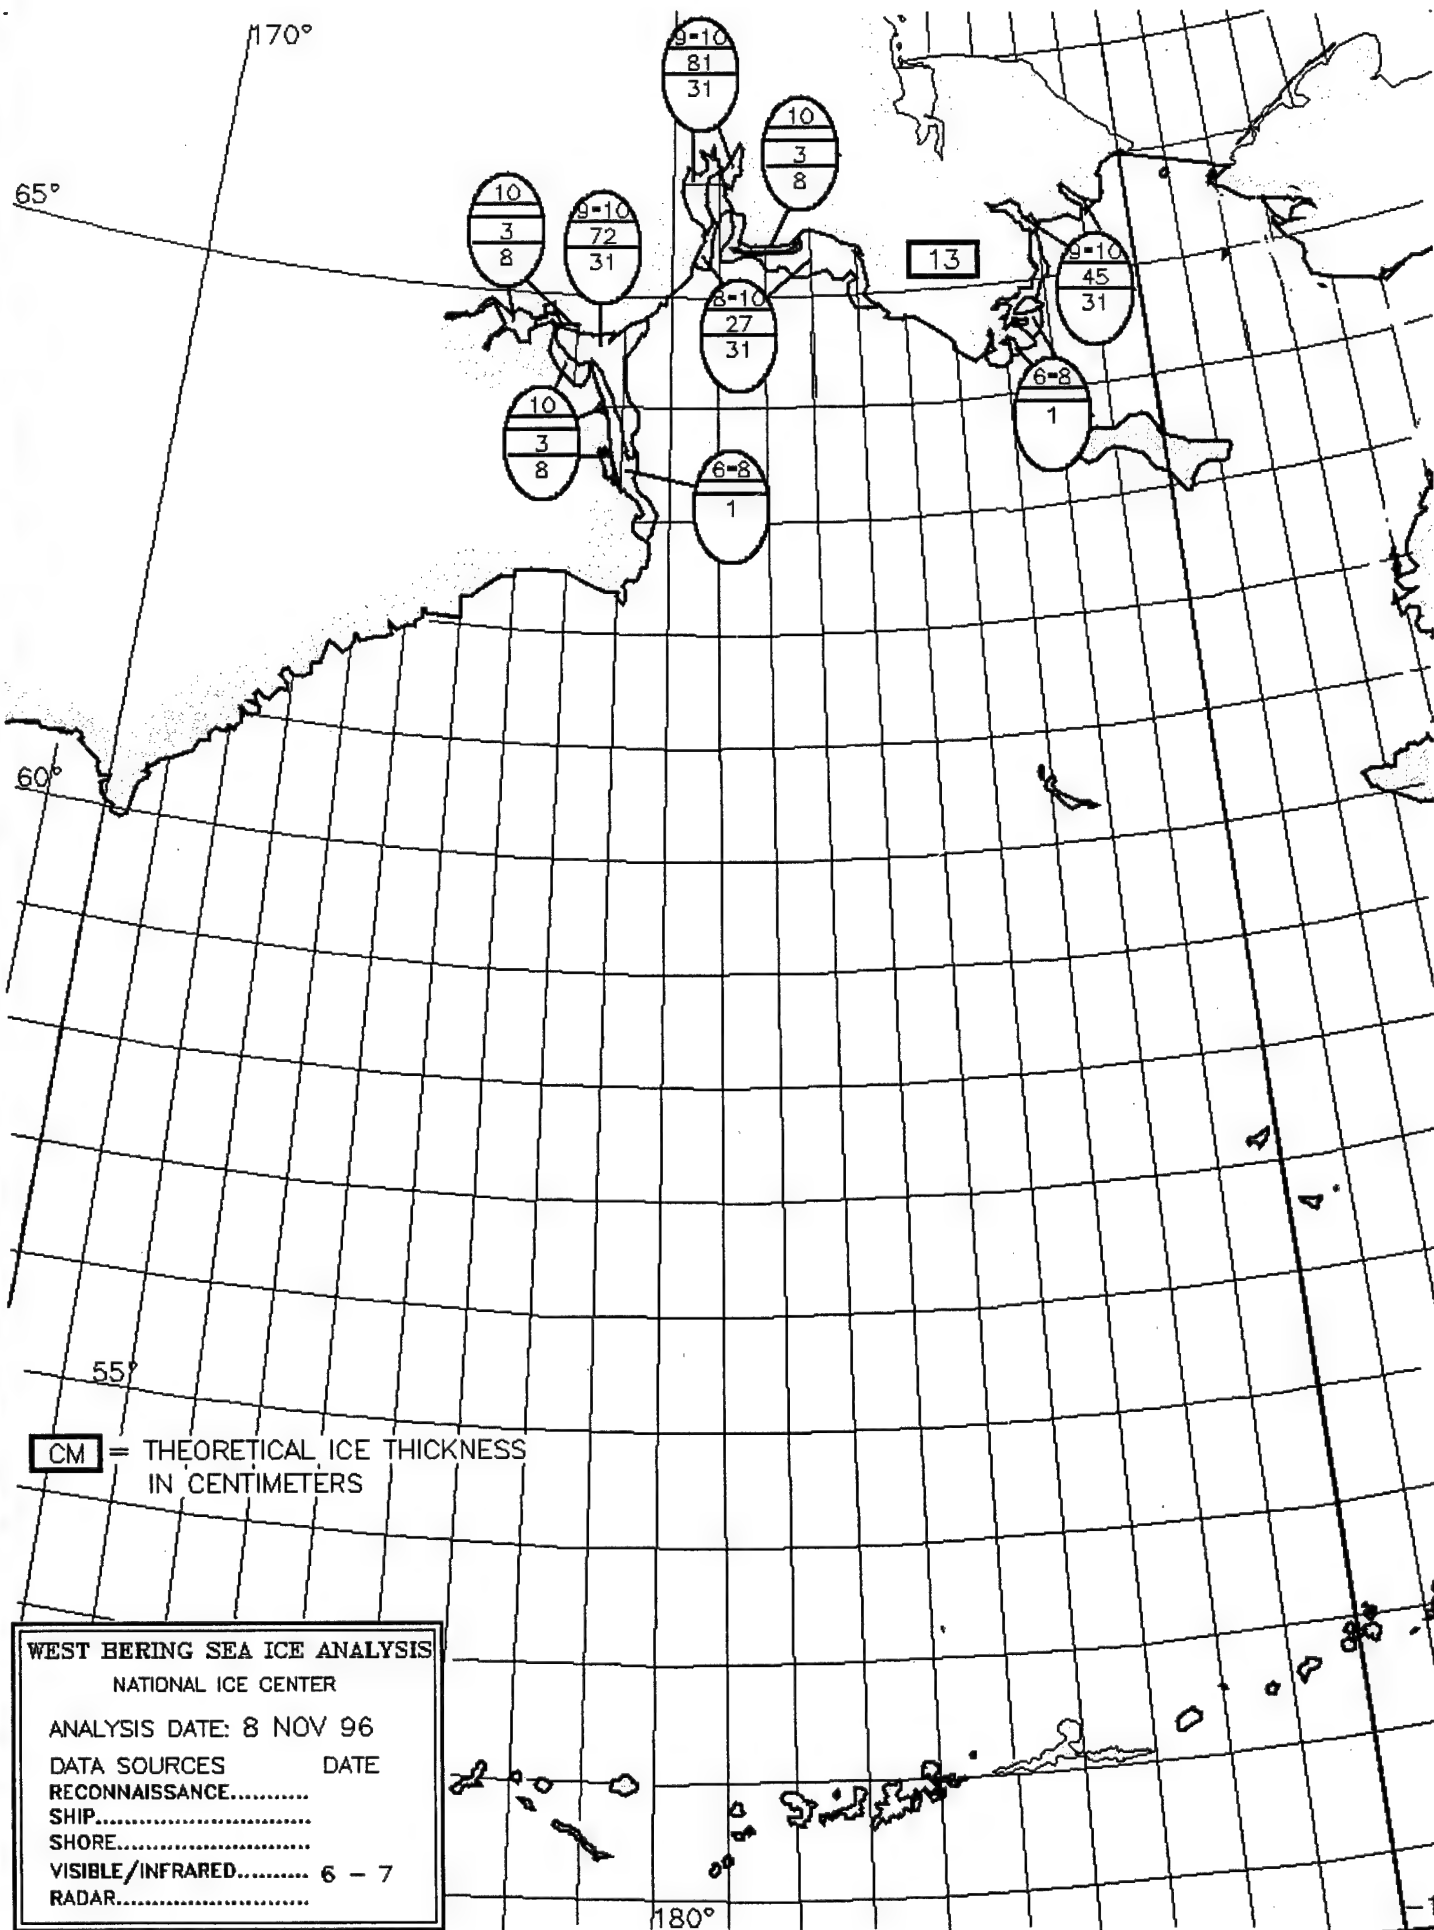 170°
9-10
81
31
10
3
8
65°
10
3
8
9-10
72
31
13
9-10
45
31
8-10
27
31
6-8
1
10
3
8
6-8
1
60°
55°
CM = THEORETICAL ICE THICKNESS
IN CENTIMETERS
WEST BERING SEA ICE ANALYSIS
NATIONAL ICE CENTER
ANALYSIS DATE: 8 NOV 96
DATA SOURCES DATE
RECONNAISSANCE..........
SHIP...........................
SHORE........................
VISIBLE/INFRARED......... 6 - 7
RADAR........................
180°